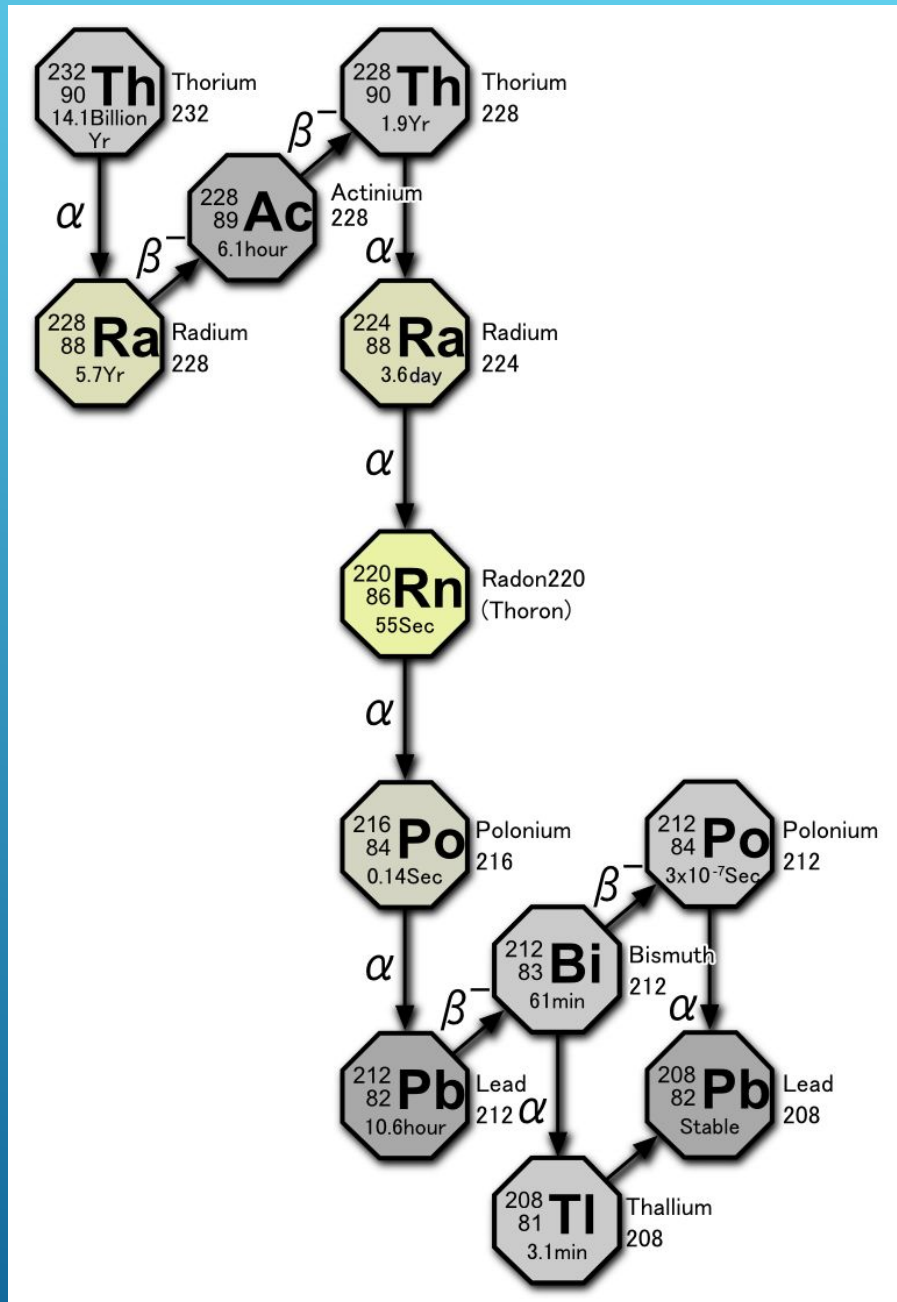 232
90 Th
14.1Billion
Yr
Thorium
232
α
β⁻
228
89 Ac
6.1hour
Actinium
228
β⁻
228
90 Th
1.9Yr
Thorium
228
α
228
88 Ra
5.7Yr
Radium
228
224
88 Ra
3.6day
Radium
224
α
220
86 Rn
55Sec
Radon220
(Thoron)
α
216
84 Po
0.14Sec
Polonium
216
α
212
82 Pb
10.6hour
Lead
212
β⁻
212
83 Bi
61min
Bismuth
212
β⁻
212
84 Po
3x10⁻⁷Sec
Polonium
212
α
α
208
82 Pb
Stable
Lead
208
208
81 Tl
3.1min
Thallium
208